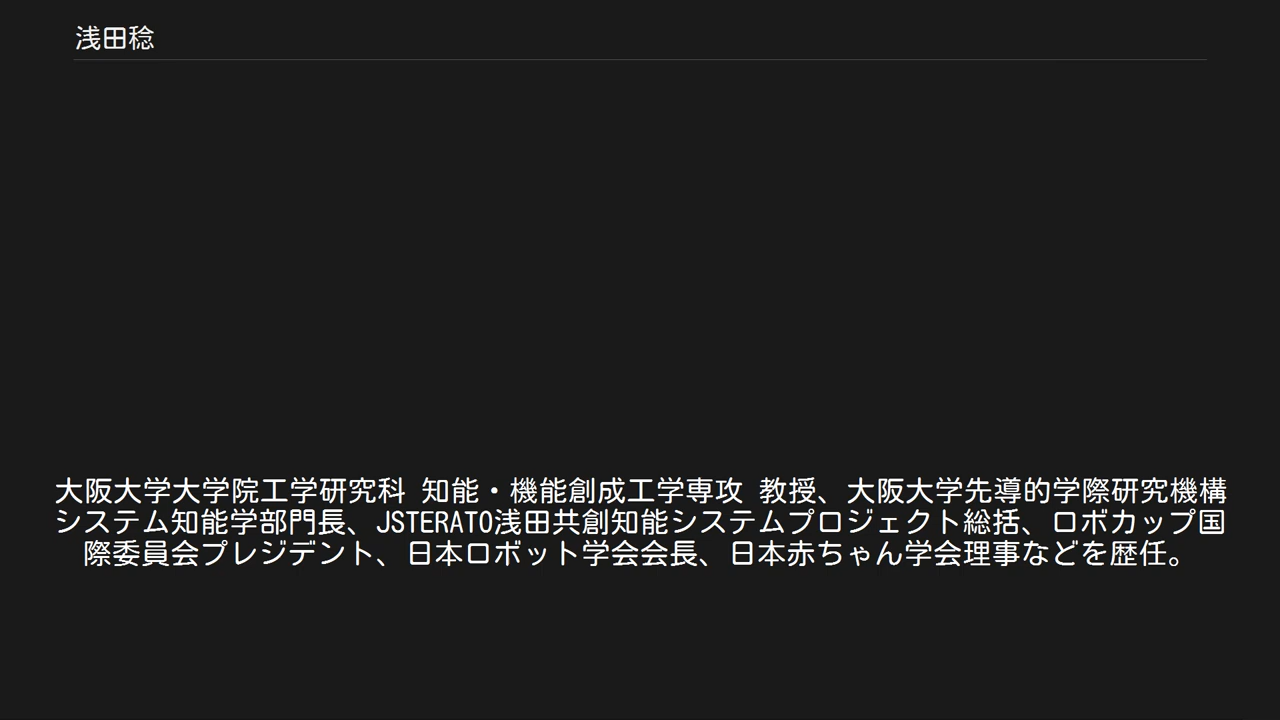 浅田稔
大阪大学大学院工学研究科 知能・機能創成工学専攻 教授、大阪大学先導的学際研究機構
システム知能学部門長、JSTERATO浅田共創知能システムプロジェクト総括、ロボカップ国
際委員会プレジデント、日本ロボット学会会長、日本赤ちゃん学会理事などを歴任。